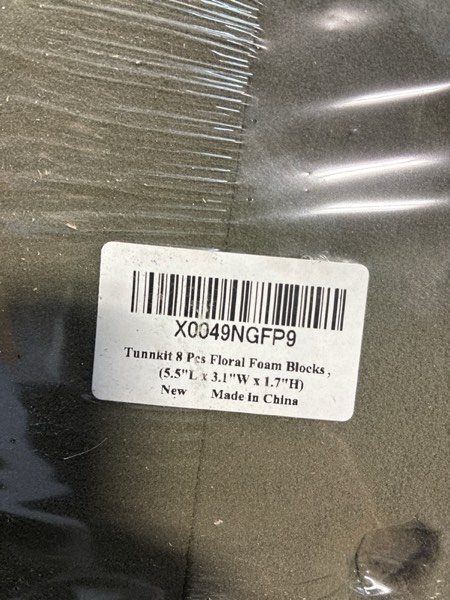 X0049NGFP9
Tunnkit 8 Pcs Floral Foam Blocks,
(5.5"L x 3.1"W x 1.7"H)
New Made in China